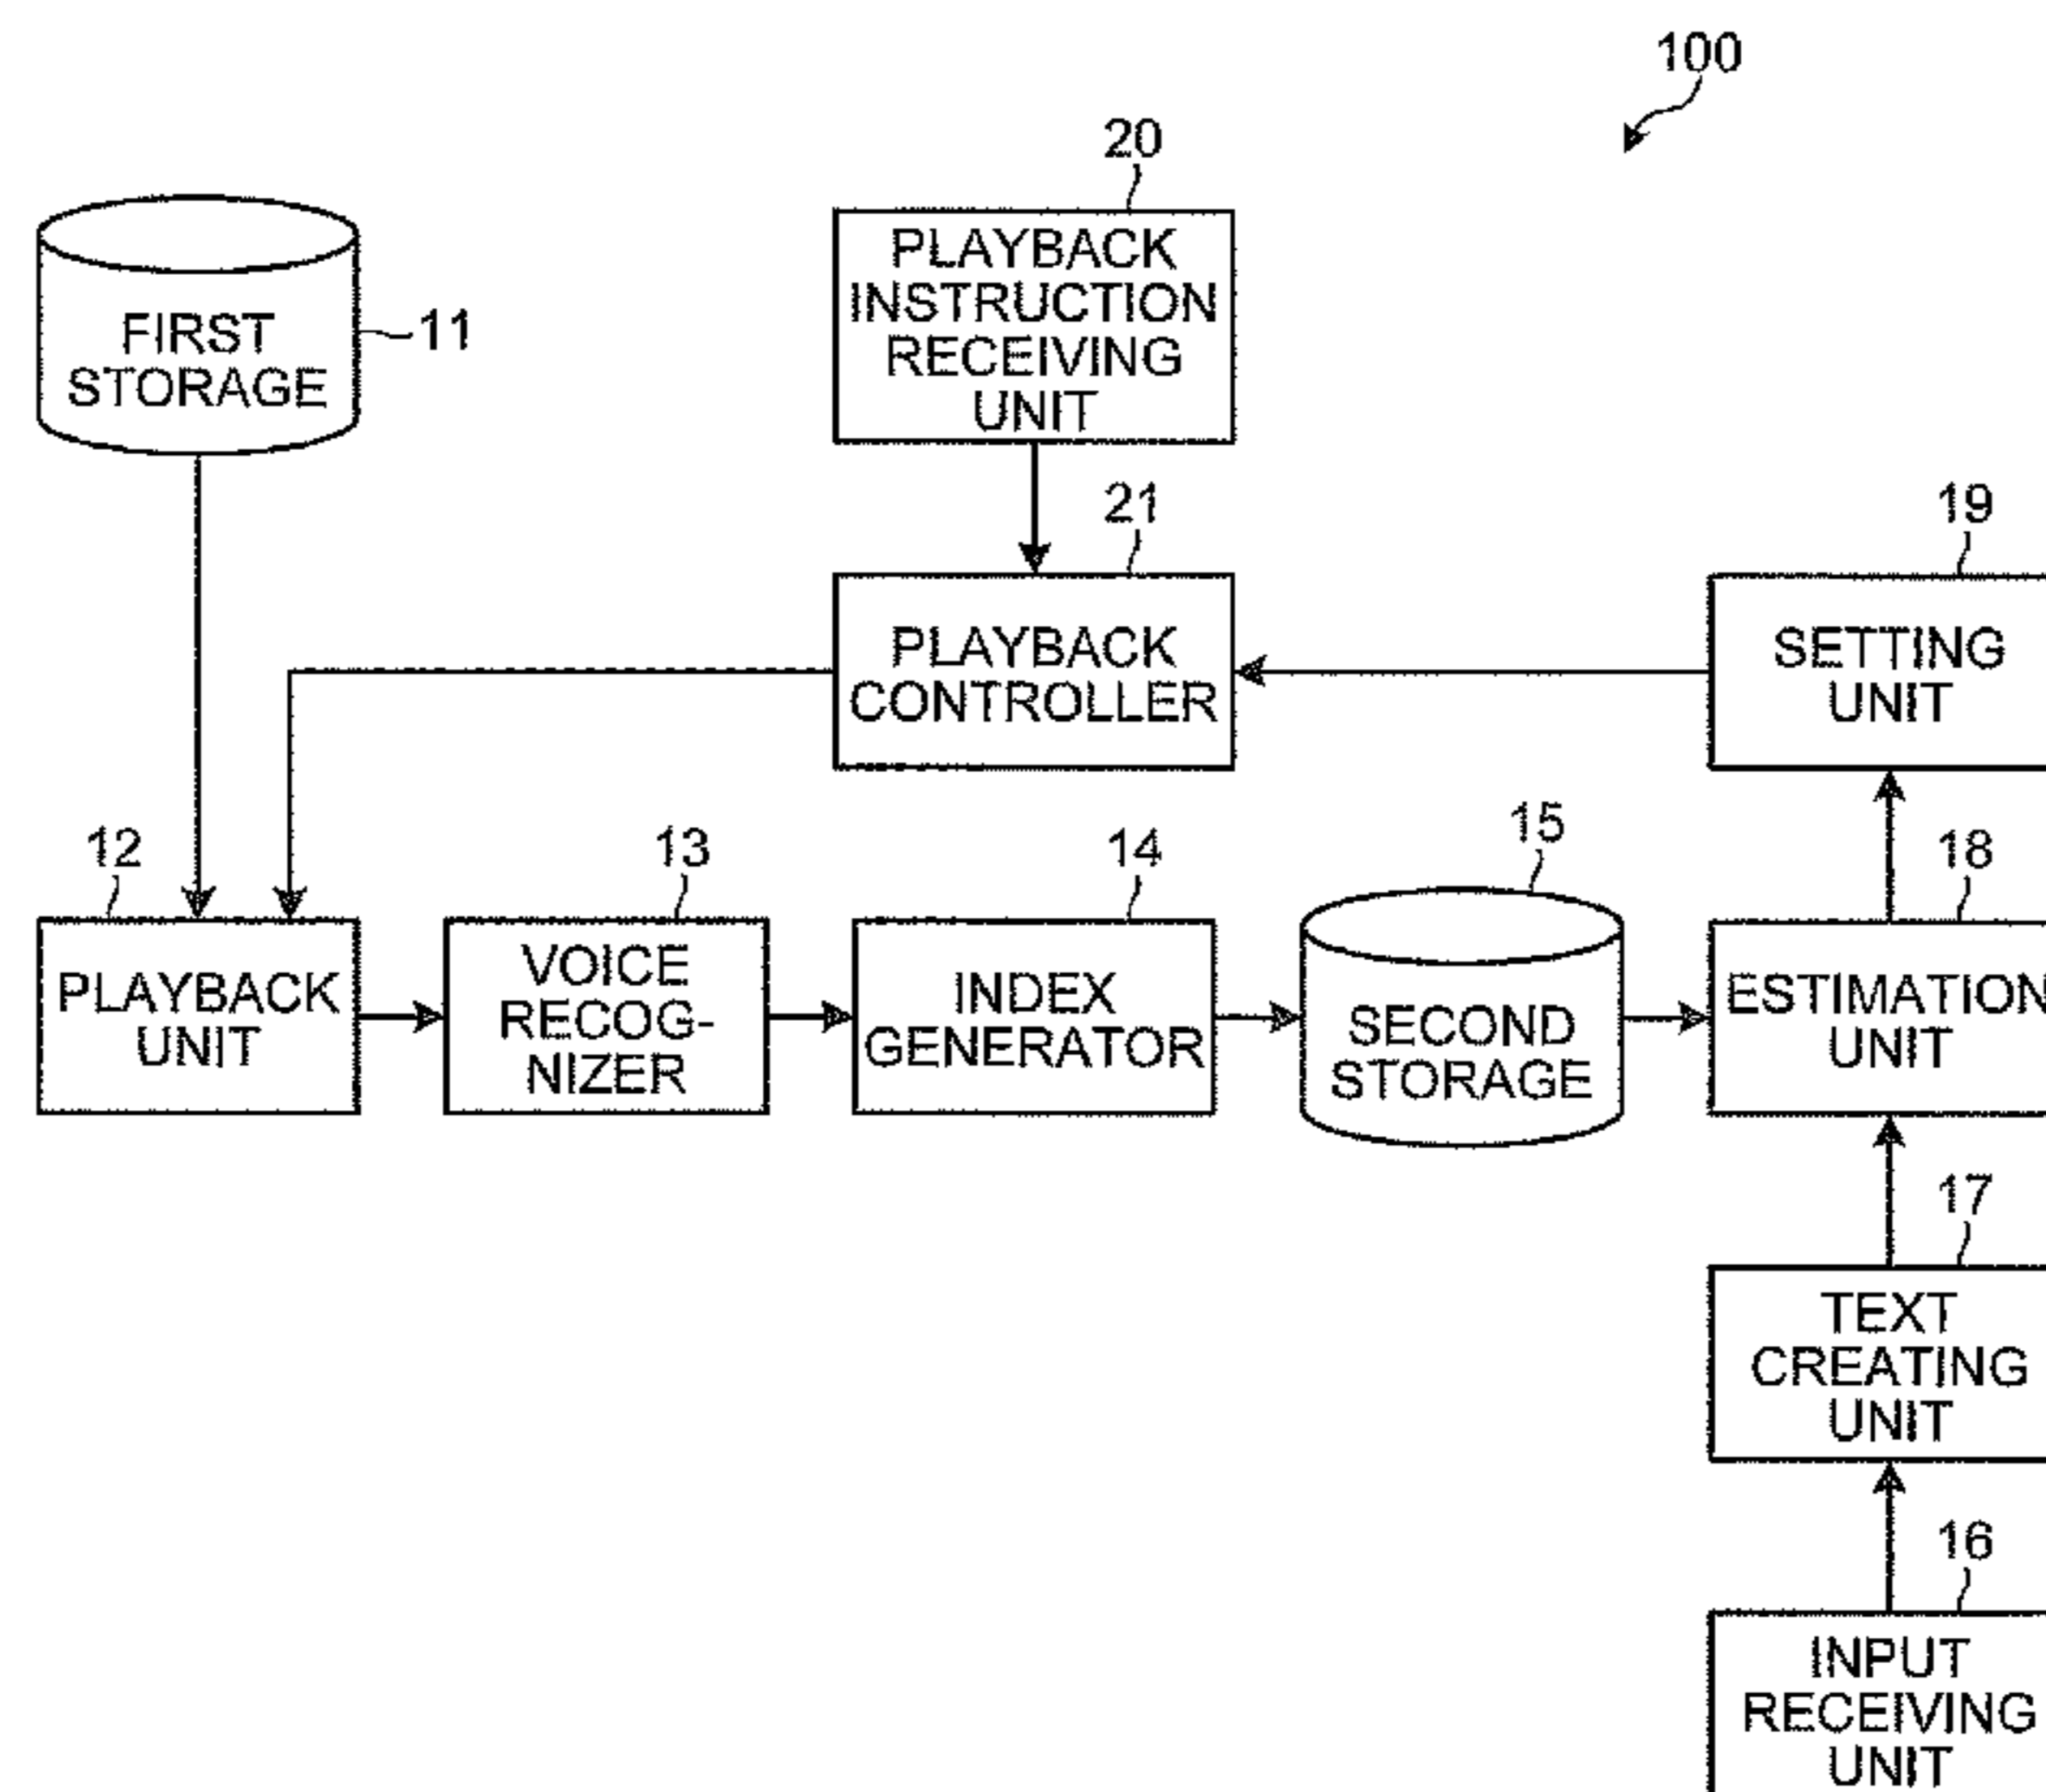 100
20
PLAYBACK
INSTRUCTION
RECEIVING
UNIT
FIRST
STORAGE
11
21
PLAYBACK
CONTROLLER
19
SETTING
UNIT
12
PLAYBACK
UNIT
13
VOICE
RECOG-
NIZER
14
INDEX
GENERATOR
15
SECOND
STORAGE
18
ESTIMATION
UNIT
17
TEXT
CREATING
UNIT
16
INPUT
RECEIVING
UNIT